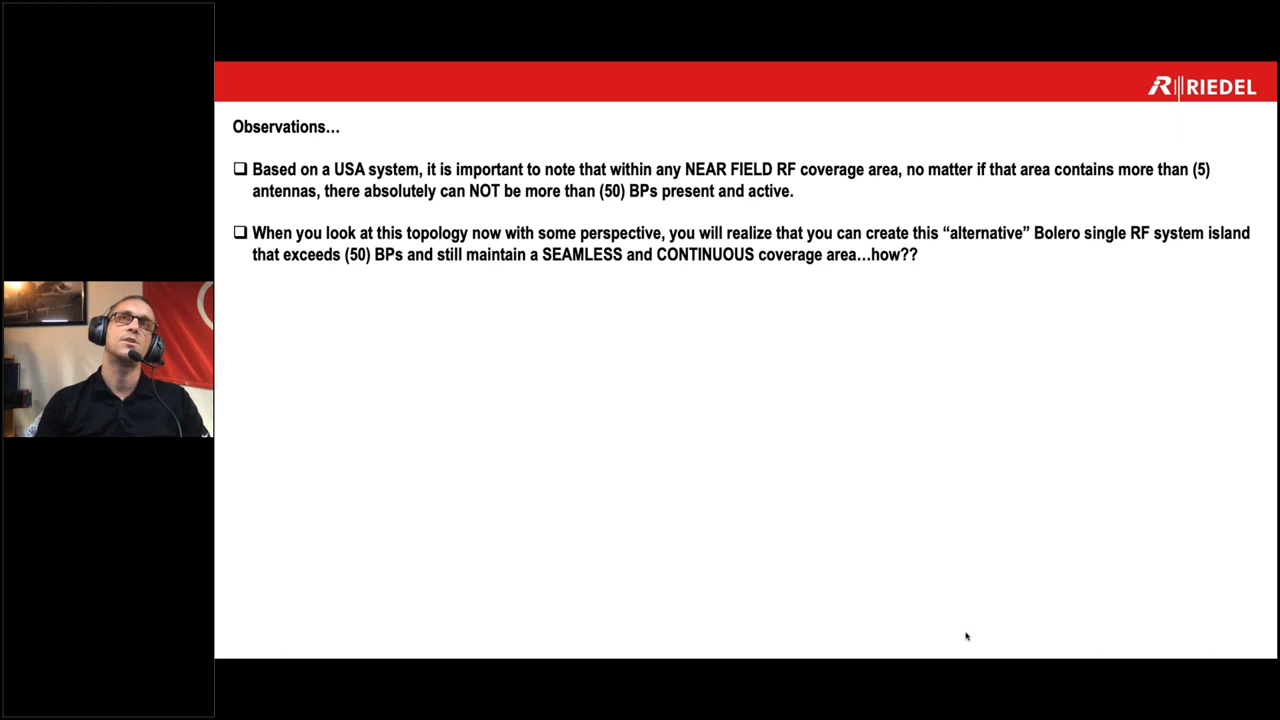 RIEDEL
Observations…
❑ Based on a USA system, it is important to note that within any NEAR FIELD RF coverage area, no matter if that area contains more than (5)
antennas, there absolutely can NOT be more than (50) BPs present and active.
❑ When you look at this topology now with some perspective, you will realize that you can create this “alternative” Bolero single RF system island
that exceeds (50) BPs and still maintain a SEAMLESS and CONTINUOUS coverage area…how??